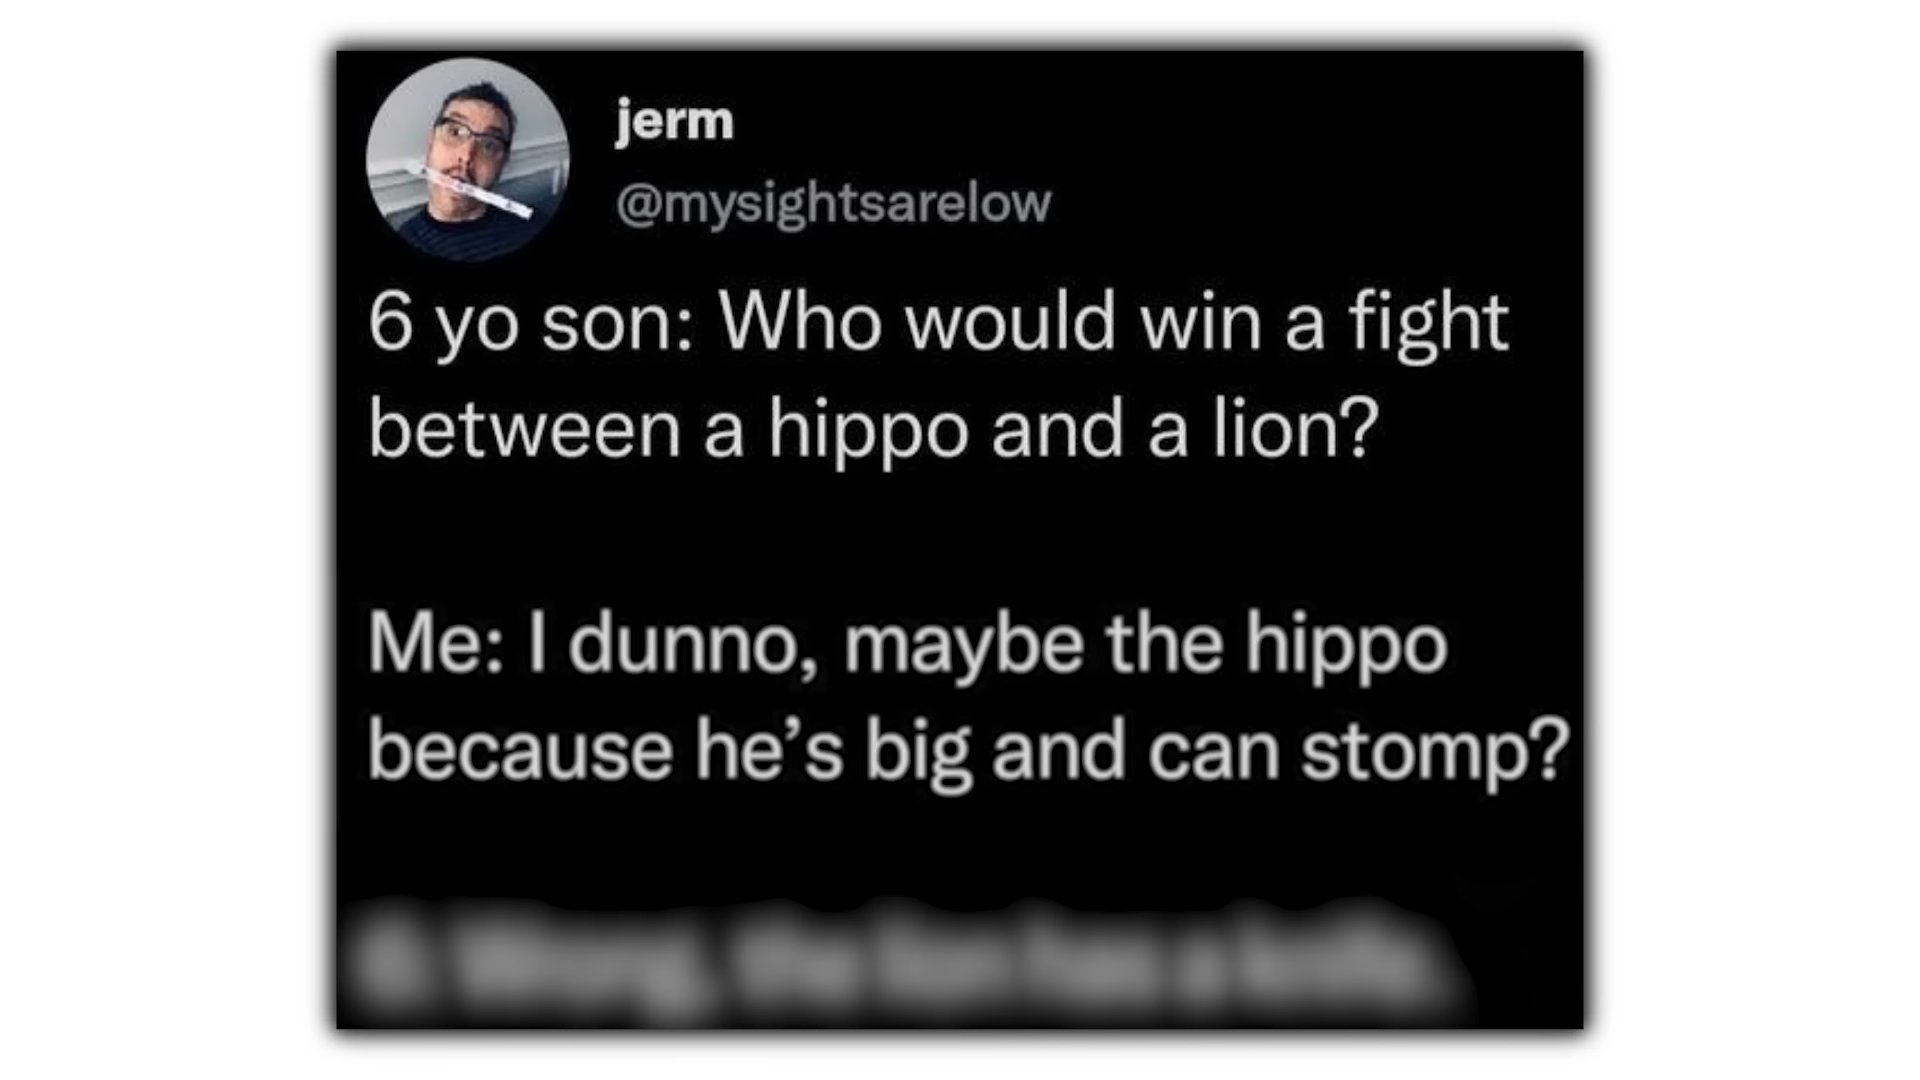 jerm
@mysightsarelow
6 yo son: Who would win a fight
between a hippo and a lion?
Me: I dunno, maybe the hippo
because he’s big and can stomp?